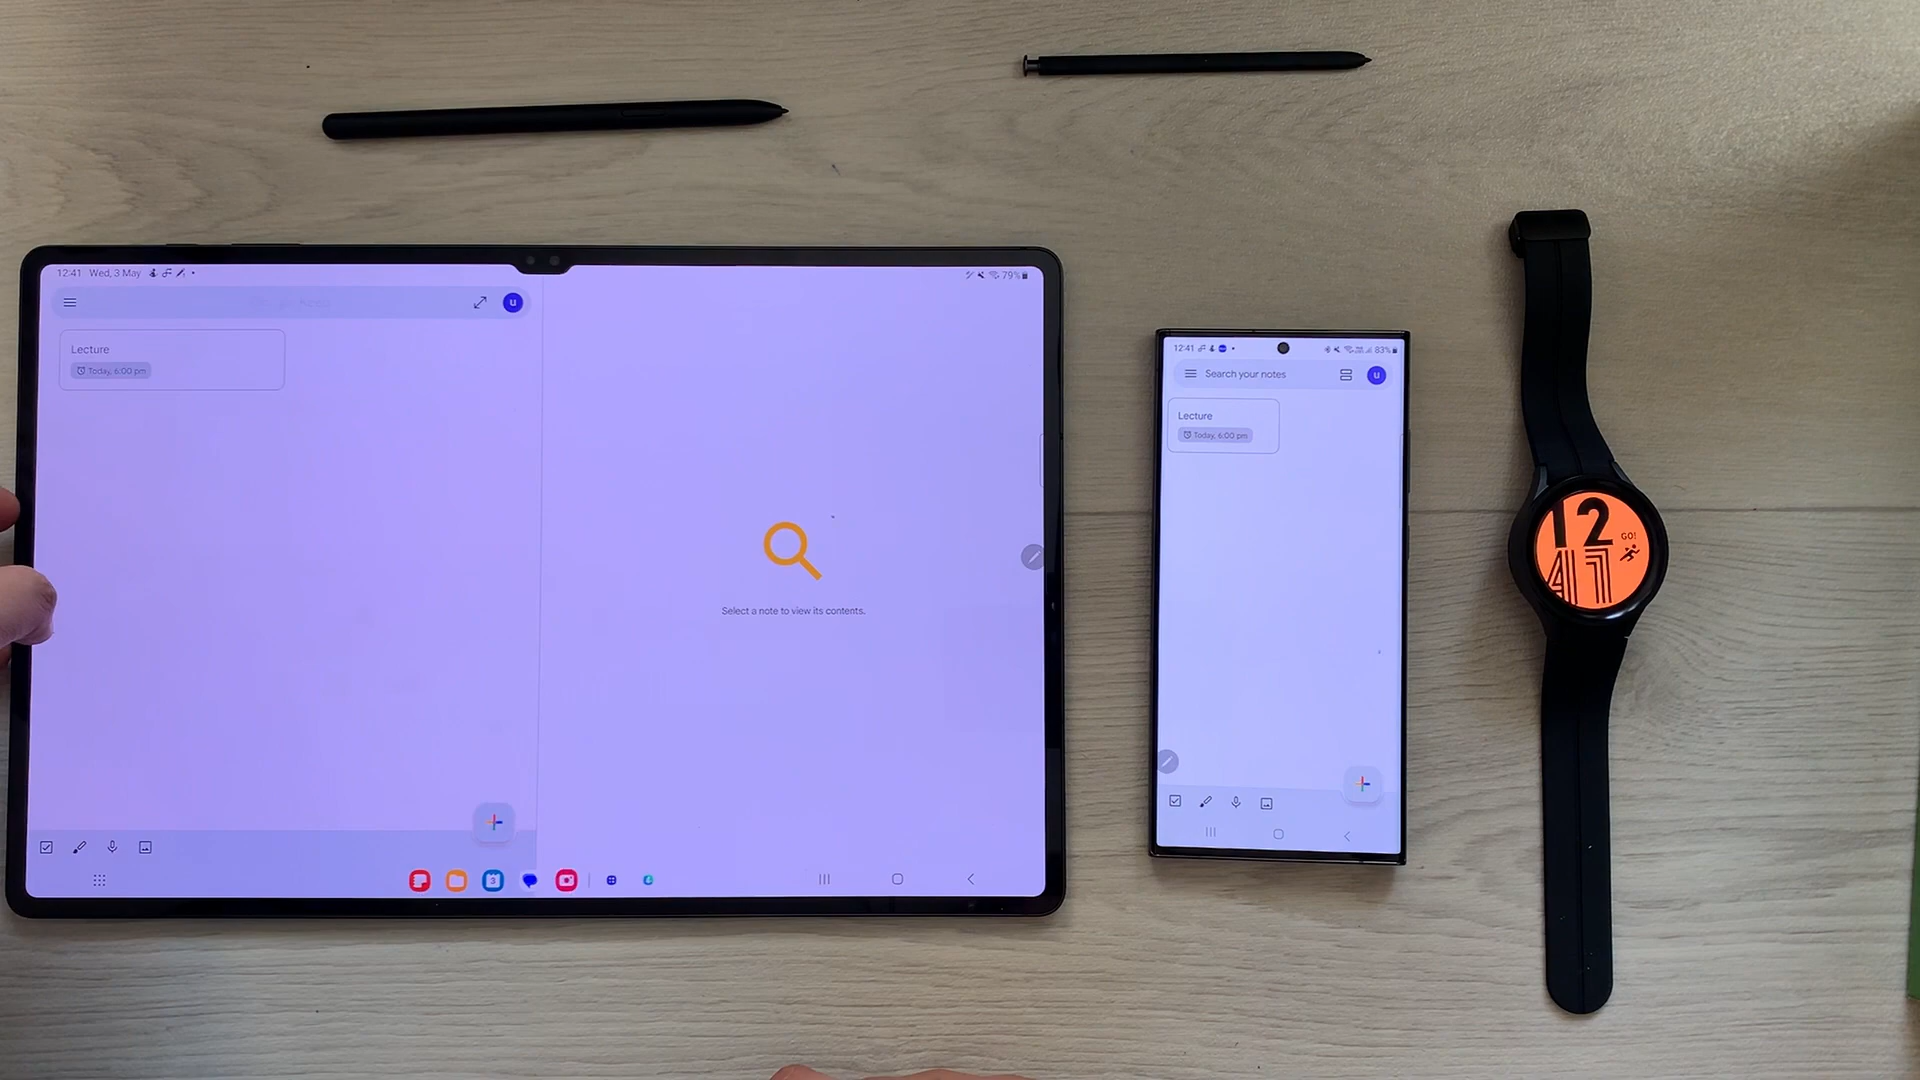 12:41 Wed, 3 May
79%
u
Lecture
Today, 6:00 pm
Select a note to view its contents.
3
12:41
83%
Search your notes
u
Lecture
Today, 6:00 pm
12
GO!
41